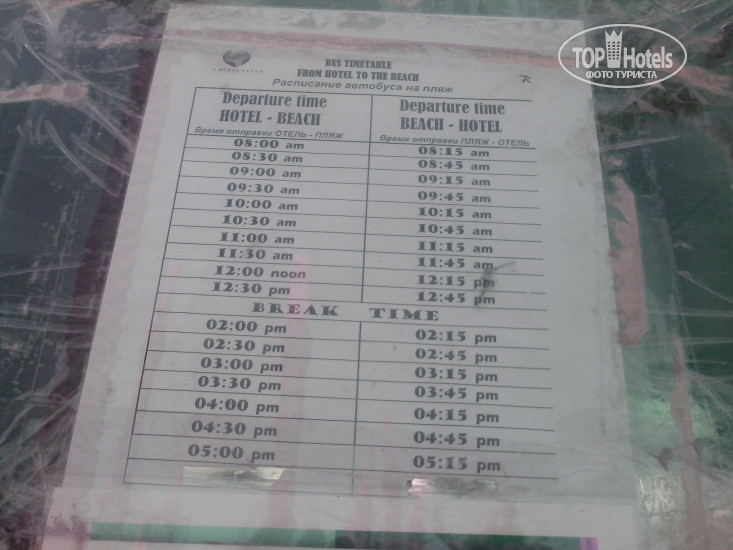 TOP Hotels
ФОТО ТУРИСТА
BUS TIMETABLE
FROM HOTEL TO THE BEACH
Расписание автобуса на пляж
Departure time
HOTEL - BEACH
Время отправки ОТЕЛЬ - ПЛЯЖ
Departure time
BEACH - HOTEL
Время отправки ПЛЯЖ - ОТЕЛЬ
08:00 am 08:15 am
08:30 am 08:45 am
09:00 am 09:15 am
09:30 am 09:45 am
10:00 am 10:15 am
10:30 am 10:45 am
11:00 am 11:15 am
11:30 am 11:45 am
12:00 noon 12:15 pm
12:30 pm 12:45 pm
BREAK TIME
02:00 pm 02:15 pm
02:30 pm 02:45 pm
03:00 pm 03:15 pm
03:30 pm 03:45 pm
04:00 pm 04:15 pm
04:30 pm 04:45 pm
05:00 pm 05:15 pm